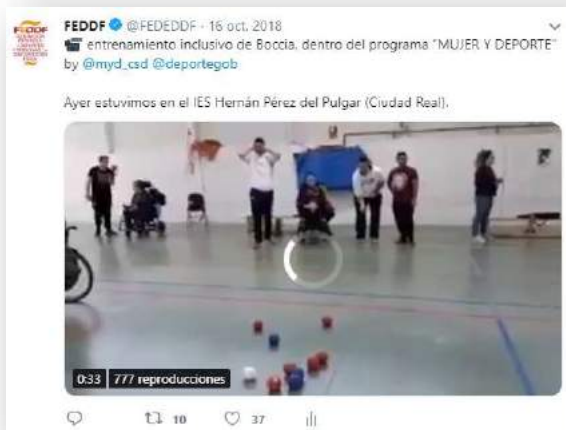 FEDDF @FEDEDDF · 16 oct. 2018
entrenamiento inclusivo de Boccia, dentro del programa "MUJER Y DEPORTE"
by @myd_csd @deportegob
Ayer estuvimos en el IES Hernán Pérez del Pulgar (Ciudad Real).
0:33 777 reproducciones
10 37